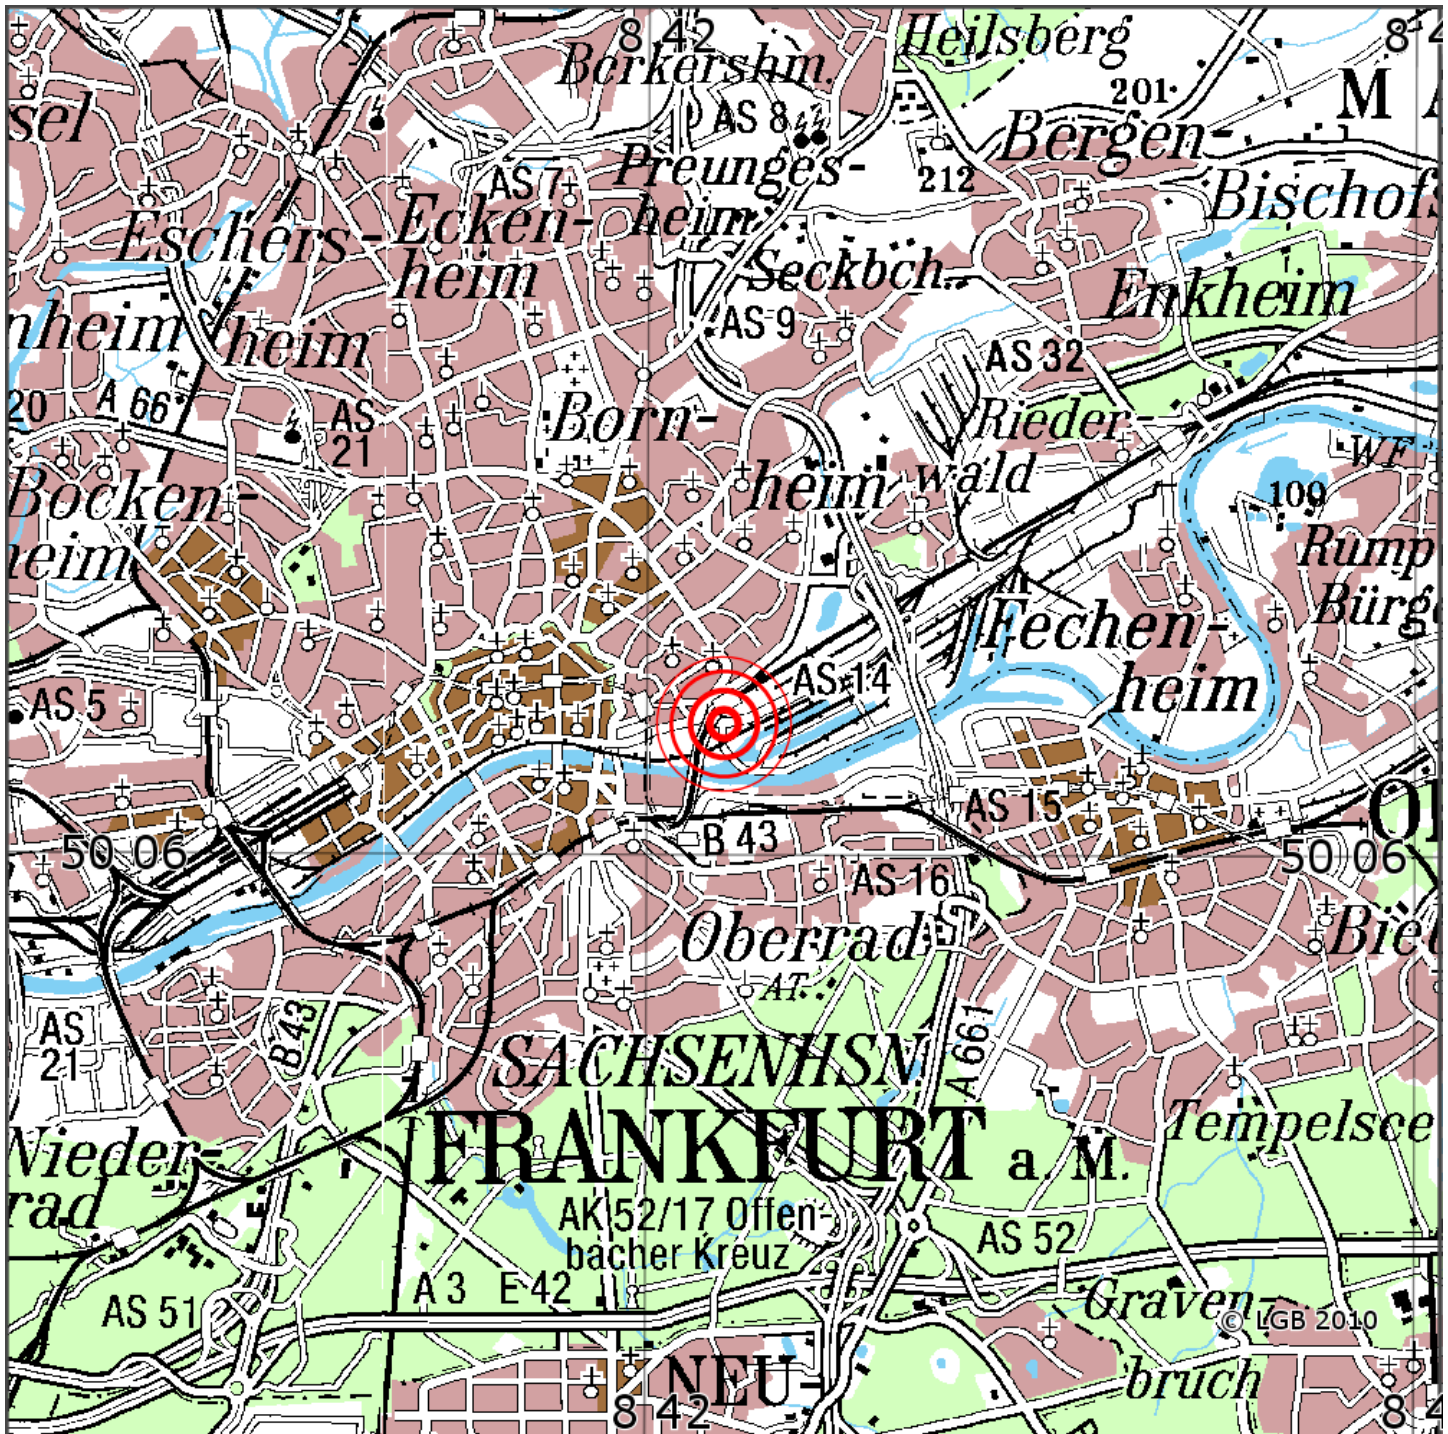 8 42
8 4
Heilsberg
Berkershm.
201
M
sel
AS 8
Bergen-
Preunges-
heim
212
AS 7
Bischofs
Eschers-
heim
Ecken-
heim
Seckbch.
Enkheim
nheim
AS 9
AS 32
20
A 66
AS
21
Born-
heim
Rieder-
wald
WF
Bocken-
heim
109
Rump
Bürge
Fechen-
heim
AS 5
AS 14
AS 15
B 43
50 06
50 06
AS 16
Oberrad
Bie
AT.
AS
21
B 43
A 661
SACHSENHSN.
FRANKFURT a. M.
Tempelsee
Nieder-
rad
AK 52/17 Offen-
bacher Kreuz
AS 52
A 3 E 42
AS 51
Graven-
bruch
© LGB 2010
NEU-
8 42
8 4